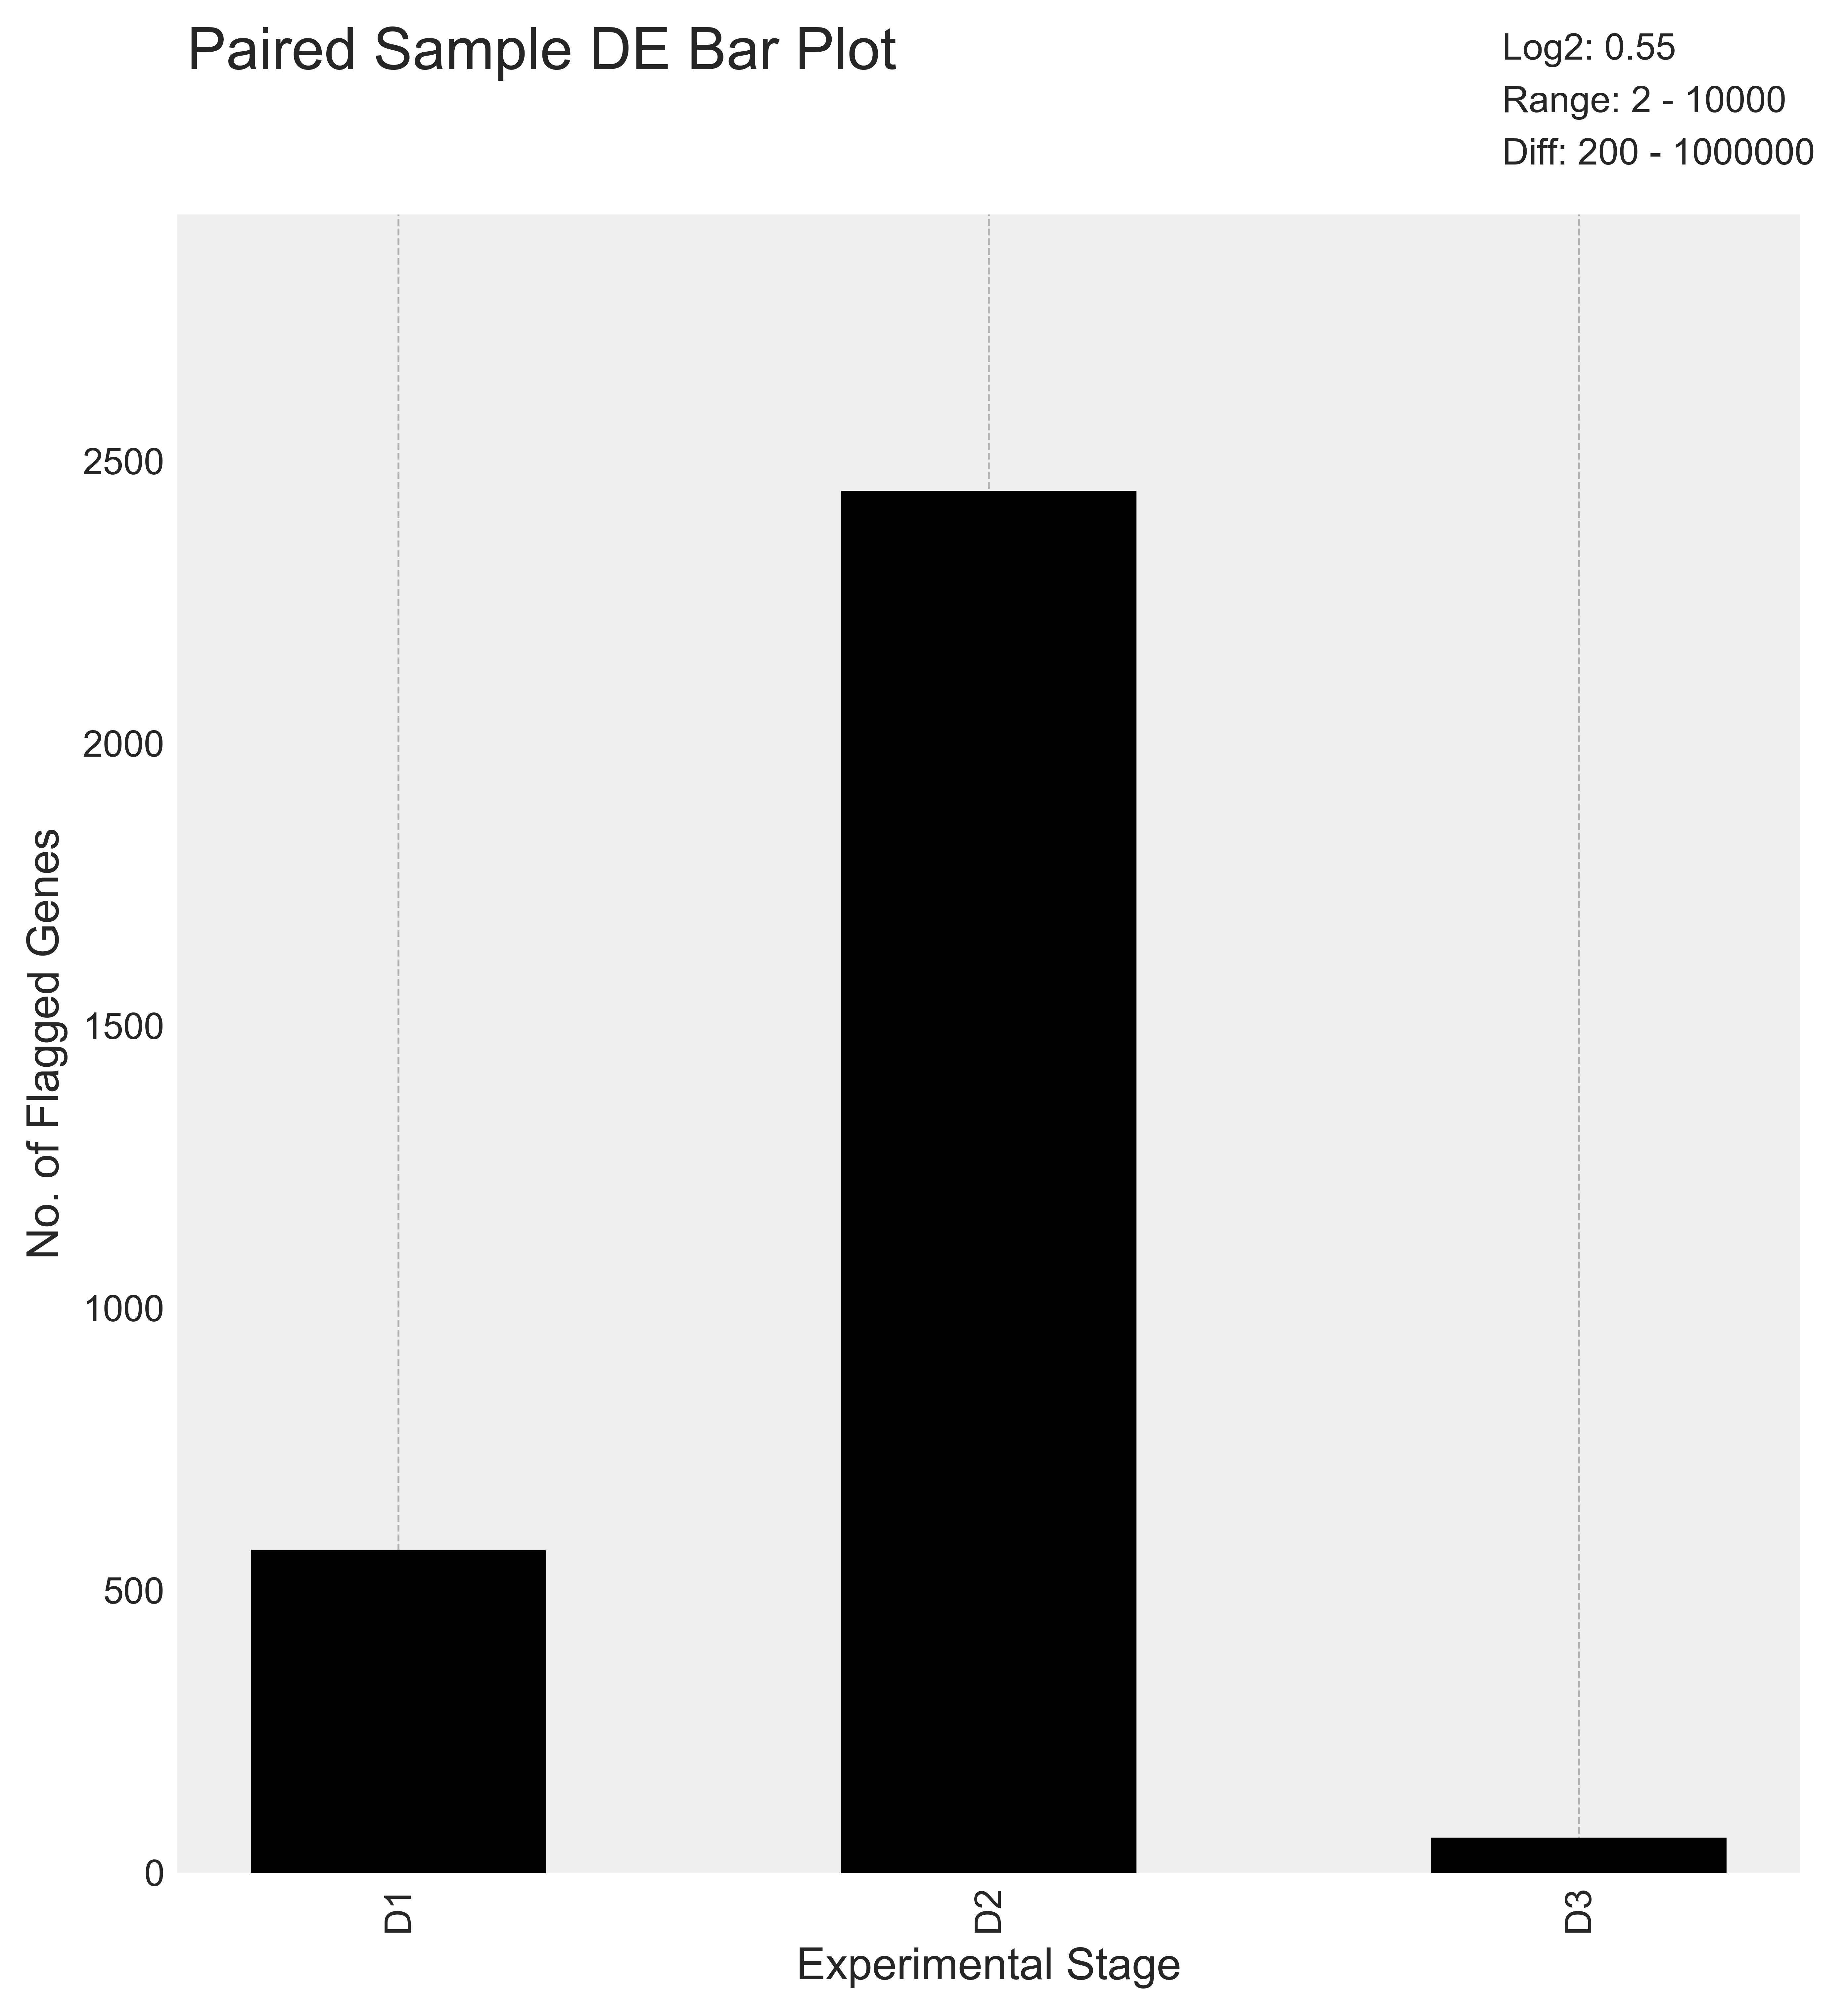 Paired Sample DE Bar Plot
Log2: 0.55
Range: 2 - 10000
Diff: 200 - 1000000
No. of Flagged Genes
2500
2000
1500
1000
500
0
D1
D2
D3
Experimental Stage